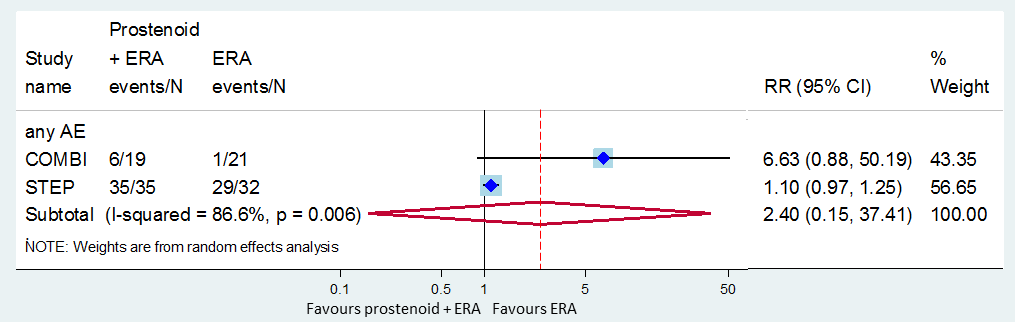 Prostenoid
Study + ERA ERA %
name events/N events/N RR (95% CI) Weight
any AE
COMBI 6/19 1/21 6.63 (0.88, 50.19) 43.35
STEP 35/35 29/32 1.10 (0.97, 1.25) 56.65
Subtotal (I-squared = 86.6%, p = 0.006) 2.40 (0.15, 37.41) 100.00
NOTE: Weights are from random effects analysis
0.1 0.5 1 5 50
Favours prostenoid + ERA Favours ERA